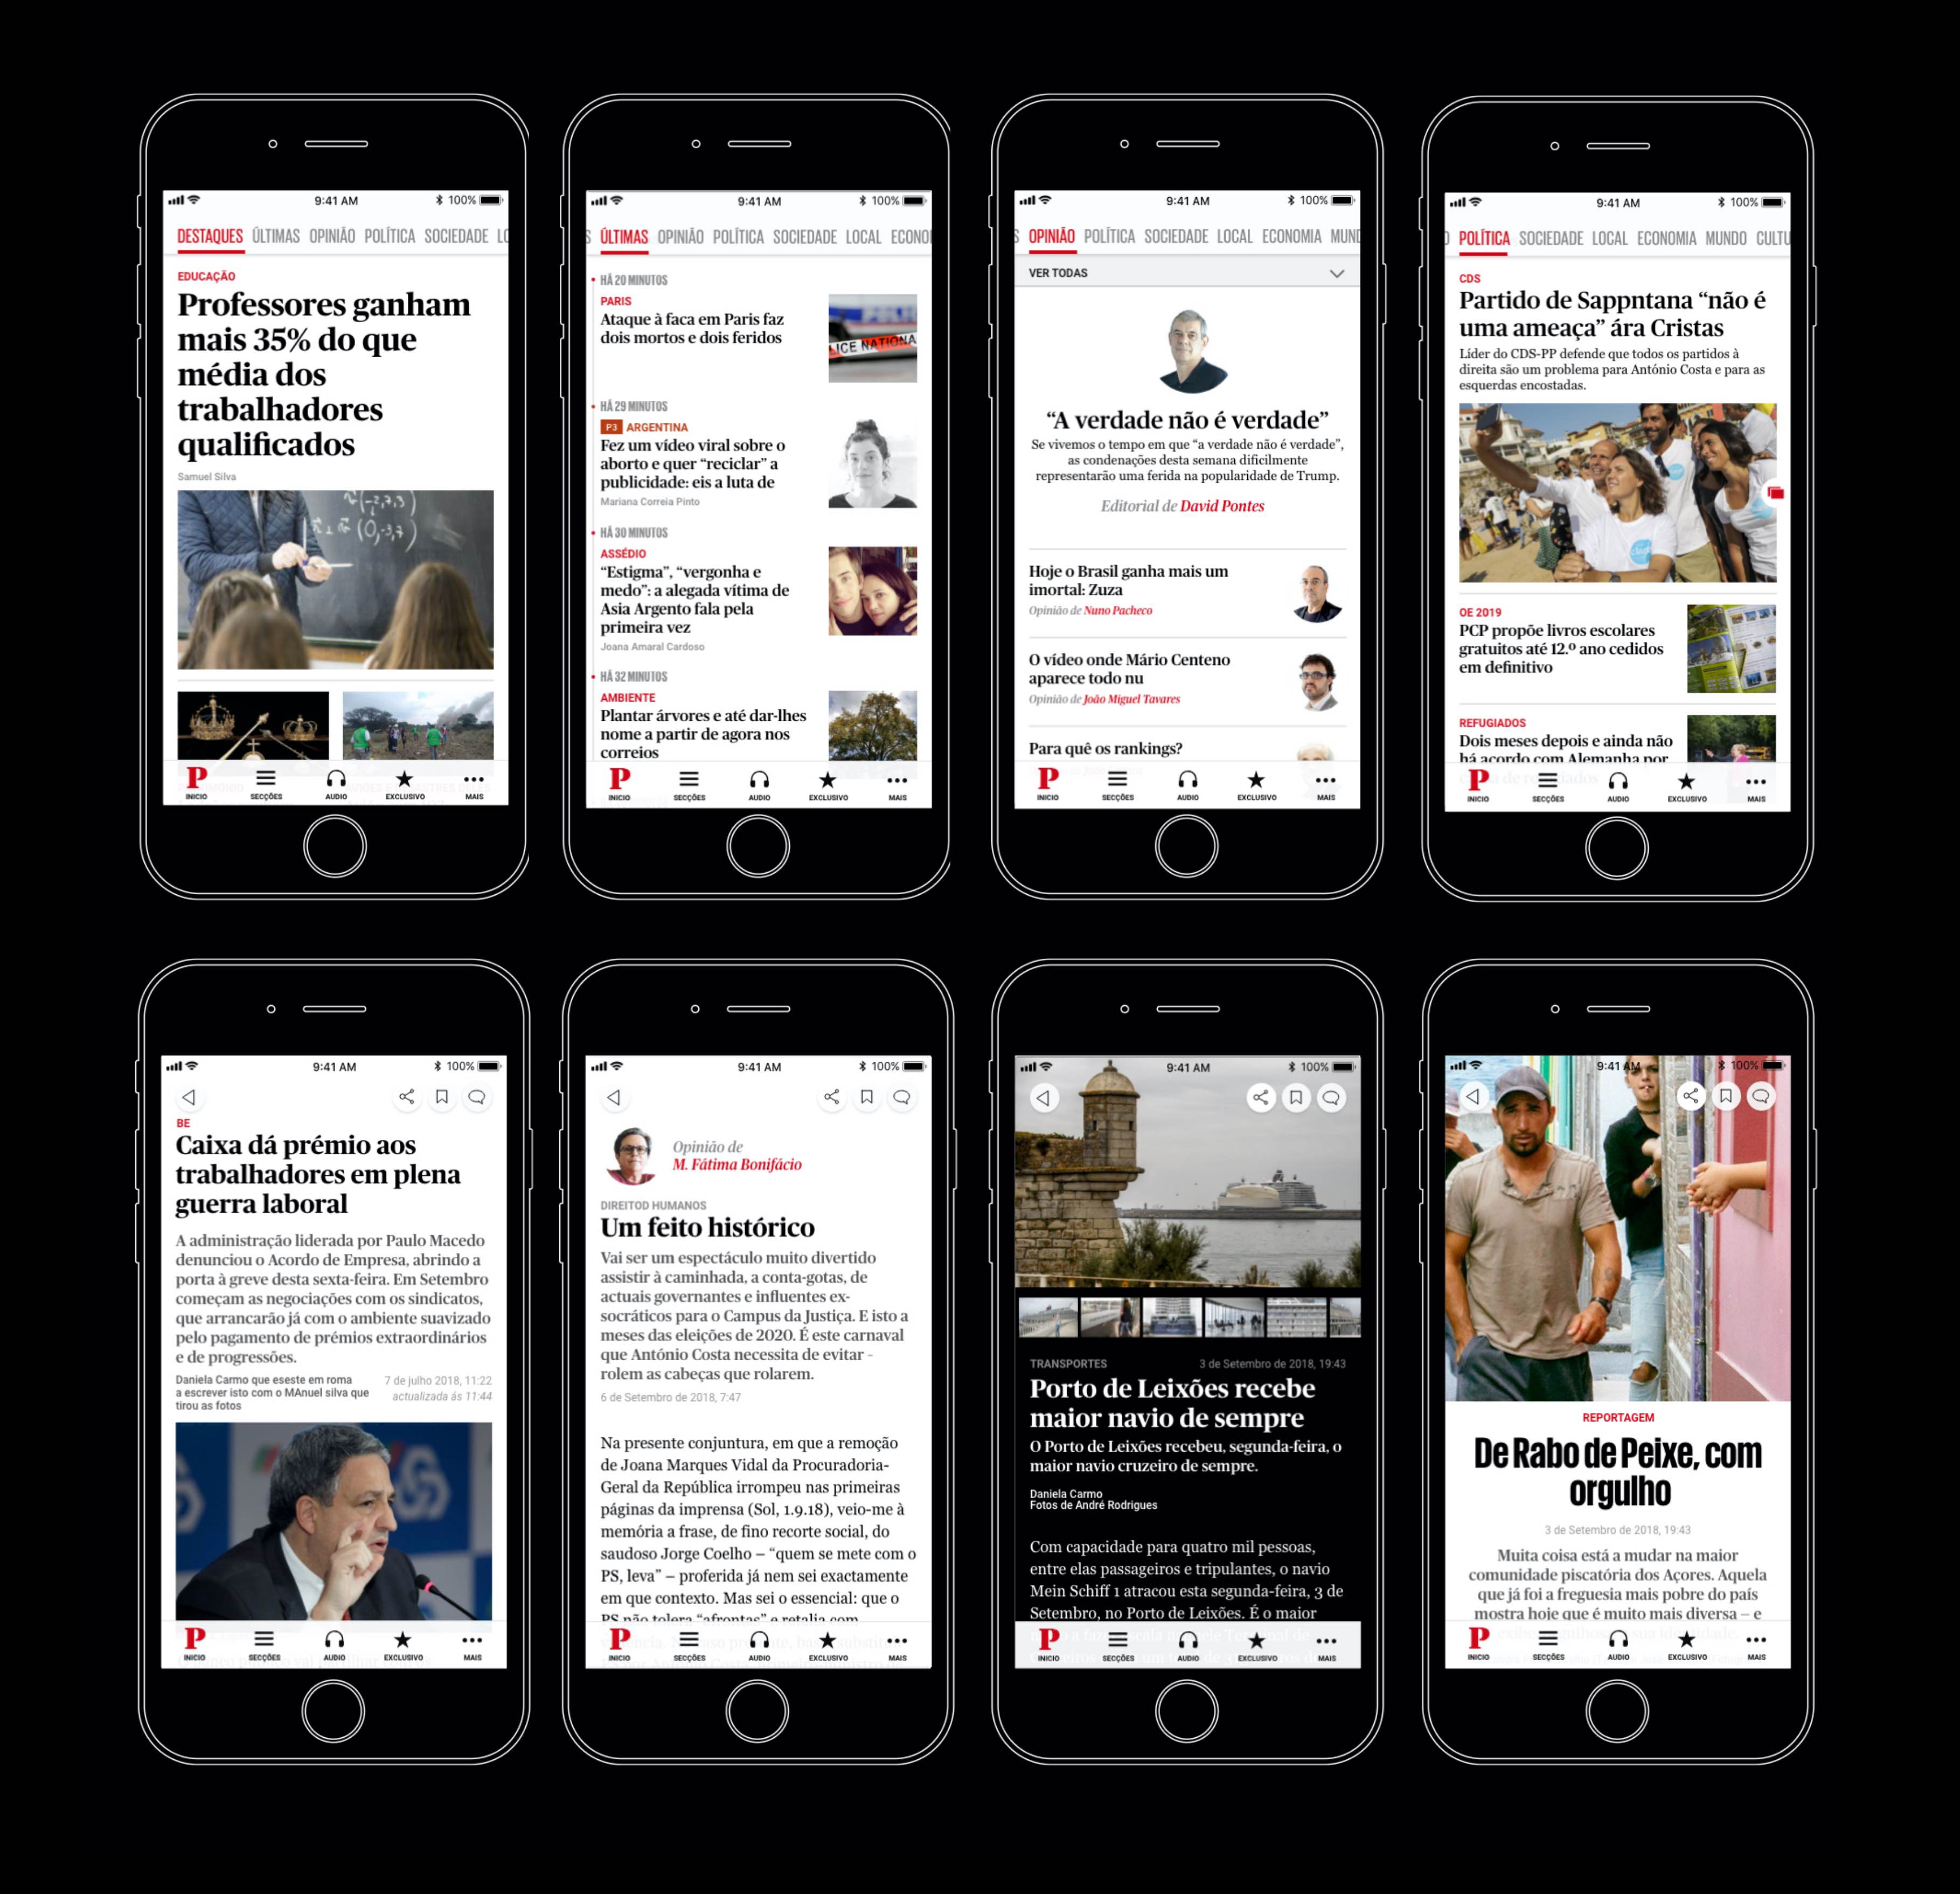 9:41 AM
100%
DESTAQUES ÚLTIMAS OPINIÃO POLÍTICA SOCIEDADE LO
EDUCAÇÃO
Professores ganham
mais 35% do que
média dos
trabalhadores
qualificados
Samuel Silva
INICIO SECÇÕES AUDIO EXCLUSIVO MAIS
9:41 AM
100%
S ÚLTIMAS OPINIÃO POLÍTICA SOCIEDADE LOCAL ECONO
HÁ 20 MINUTOS
PARIS
Ataque à faca em Paris faz
dois mortos e dois feridos
LICE NATIONA
HÁ 29 MINUTOS
P3 ARGENTINA
Fez um vídeo viral sobre o
aborto e quer “reciclar” a
publicidade: eis a luta de
Mariana Correia Pinto
HÁ 30 MINUTOS
ASSÉDIO
“Estigma”, “vergonha e
medo”: a alegada vítima de
Asia Argento fala pela
primeira vez
Joana Amaral Cardoso
HÁ 32 MINUTOS
AMBIENTE
Plantar árvores e até dar-lhes
nome a partir de agora nos
correios
P
INICIO SECÇÕES AUDIO EXCLUSIVO MAIS
9:41 AM
100%
S OPINIÃO POLÍTICA SOCIEDADE LOCAL ECONOMIA MUND
VER TODAS
“A verdade não é verdade”
Se vivemos o tempo em que “a verdade não é verdade”,
as condenações desta semana dificilmente
representarão uma ferida na popularidade de Trump.
Editorial de David Pontes
Hoje o Brasil ganha mais um
imortal: Zuza
Opinião de Nuno Pacheco
O vídeo onde Mário Centeno
aparece todo nu
Opinião de João Miguel Tavares
Para quê os rankings?
P
INICIO SECÇÕES AUDIO EXCLUSIVO MAIS
9:41 AM
100%
O POLÍTICA SOCIEDADE LOCAL ECONOMIA MUNDO CULTU
CDS
Partido de Sappntana “não é
uma ameaça” ára Cristas
Líder do CDS-PP defende que todos os partidos à
direita são um problema para António Costa e para as
esquerdas encostadas.
OE 2019
PCP propõe livros escolares
gratuitos até 12.º ano cedidos
em definitivo
REFUGIADOS
Dois meses depois e ainda não
há acordo com Alemanha por
P
INICIO SECÇÕES AUDIO EXCLUSIVO MAIS
9:41 AM
100%
BE
Caixa dá prémio aos
trabalhadores em plena
guerra laboral
A administração liderada por Paulo Macedo
denunciou o Acordo de Empresa, abrindo a
porta à greve desta sexta-feira. Em Setembro
começam as negociações com os sindicatos,
que arrancarão já com o ambiente suavizado
pelo pagamento de prémios extraordinários
e de progressões.
Daniela Carmo que eseste em roma
a escrever isto com o MAnuel silva que
tirou as fotos
7 de julho 2018, 11:22
actualizada ás 11:44
P
INICIO SECÇÕES AUDIO EXCLUSIVO MAIS
9:41 AM
100%
Opinião de
M. Fátima Bonifácio
DIREITOD HUMANOS
Um feito histórico
Vai ser um espectáculo muito divertido
assistir à caminhada, a conta-gotas, de
actuais governantes e influentes ex-
socráticos para o Campus da Justiça. E isto a
meses das eleições de 2020. É este carnaval
que António Costa necessita de evitar -
rolem as cabeças que rolarem.
6 de Setembro de 2018, 7:47
Na presente conjuntura, em que a remoção
de Joana Marques Vidal da Procuradoria-
Geral da República irrompeu nas primeiras
páginas da imprensa (Sol, 1.9.18), veio-me à
memória a frase, de fino recorte social, do
saudoso Jorge Coelho – “quem se mete com o
PS, leva” – proferida já nem sei exactamente
em que contexto. Mas sei o essencial: que o
PS não tolera “afrontas” e retalia com
P
INICIO SECÇÕES AUDIO EXCLUSIVO MAIS
9:41 AM
100%
TRANSPORTES
3 de Setembro de 2018, 19:43
Porto de Leixões recebe
maior navio de sempre
O Porto de Leixões recebeu, segunda-feira, o
maior navio cruzeiro de sempre.
Daniela Carmo
Fotos de André Rodrigues
Com capacidade para quatro mil pessoas,
entre elas passageiros e tripulantes, o navio
Mein Schiff 1 atracou esta segunda-feira, 3 de
Setembro, no Porto de Leixões. É o maior
P
INICIO SECÇÕES AUDIO EXCLUSIVO MAIS
9:41 AM
100%
REPORTAGEM
De Rabo de Peixe, com
orgulho
3 de Setembro de 2018, 19:43
Muita coisa está a mudar na maior
comunidade piscatória dos Açores. Aquela
que já foi a freguesia mais pobre do país
mostra hoje que é muito mais diversa – e
P
INICIO SECÇÕES AUDIO EXCLUSIVO MAIS